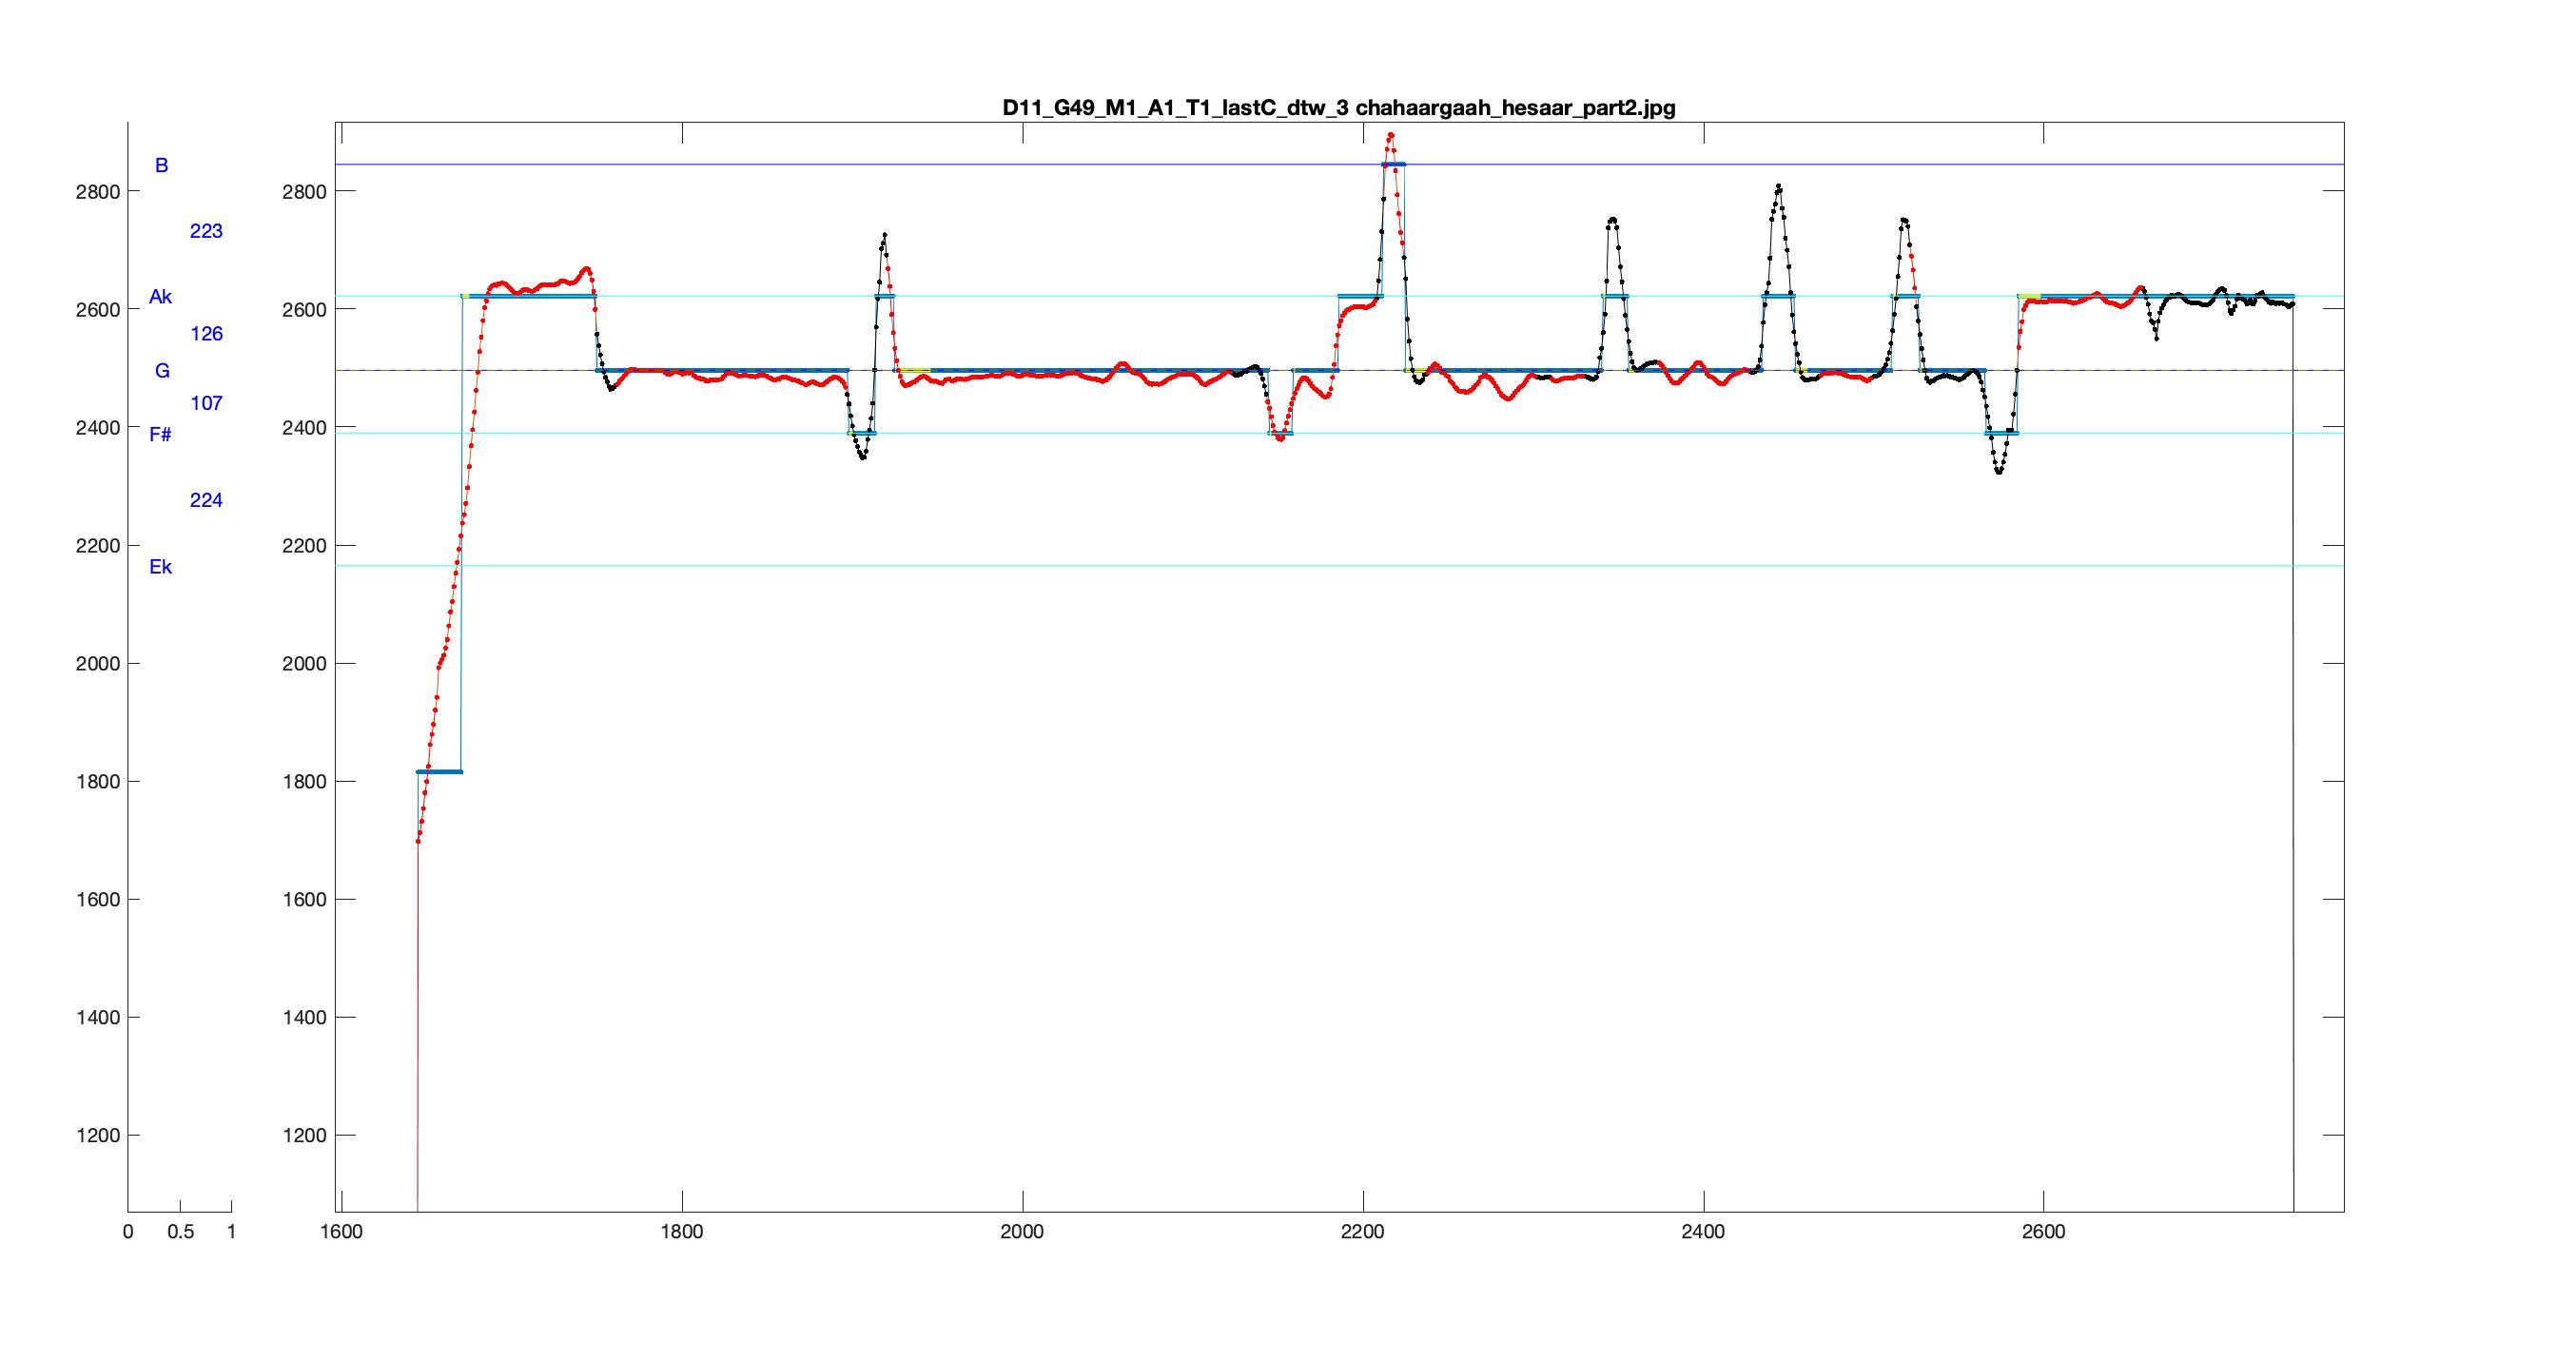 D11_G49_M1_A1_T1_lastC_dtw_3 chahaargaah_hesaar_part2.jpg
B
2800 2800
223
Ak
2600 2600
126
G
107
2400 F# 2400
224
2200 2200
Ek
2000 2000
1800 1800
1600 1600
1400 1400
1200 1200
0 0.5 1 1600 1800 2000 2200 2400 2600